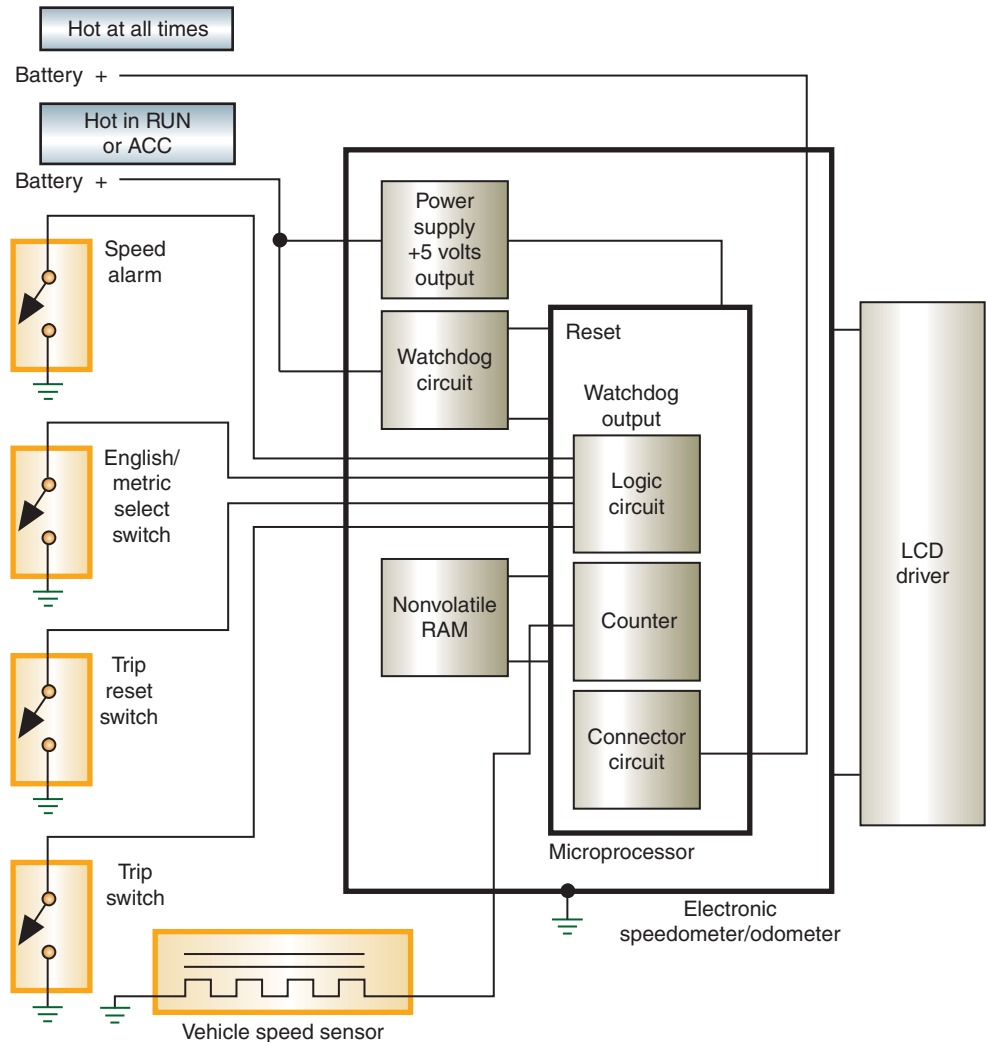 Hot at all times
Battery +
Hot in RUN
or ACC
Battery +
Speed
alarm
English/
metric
select
switch
Trip
reset
switch
Trip
switch
Vehicle speed sensor
Power
supply
+5 volts
output
Watchdog
circuit
Nonvolatile
RAM
Reset
Watchdog
output
Logic
circuit
Counter
Connector
circuit
Microprocessor
Electronic
speedometer/odometer
LCD
driver